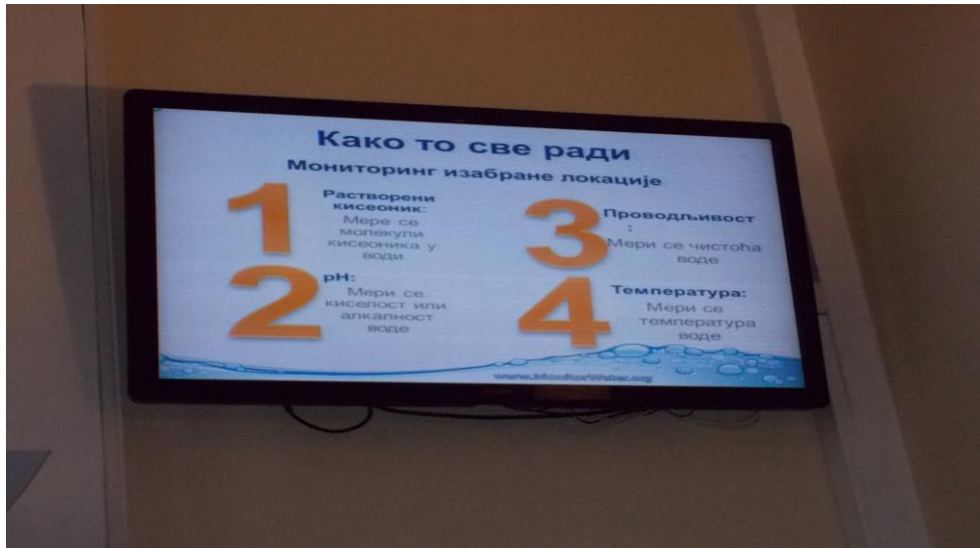 Како то све ради
Мониторинг изабране локације
1
Растворени
кисеоник:
Мере се
молекули
кисеоника у
води
2
pH:
Мери се
киселост или
алкалност
воде
3
Проводљивост
:
Мери се чистоћа
воде
4
Температура:
Мери се
температура
воде
www.MonitorWater.org